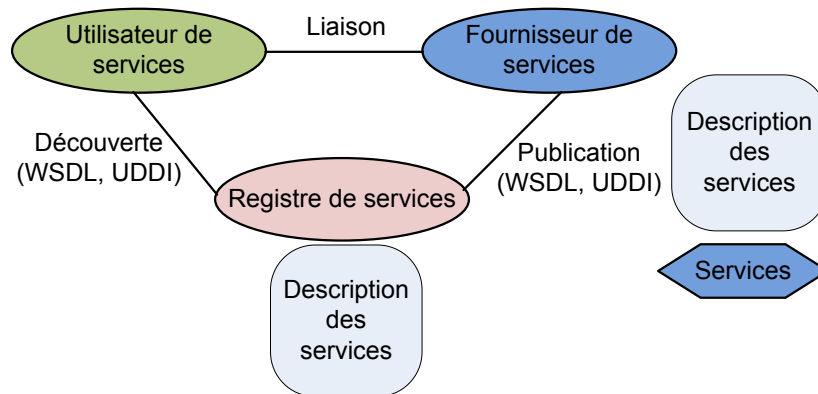 Utilisateur de
services
Liaison
Fournisseur de
services
Découverte
(WSDL, UDDI)
Publication
(WSDL, UDDI)
Registre de services
Description
des
services
Services
Description
des
services